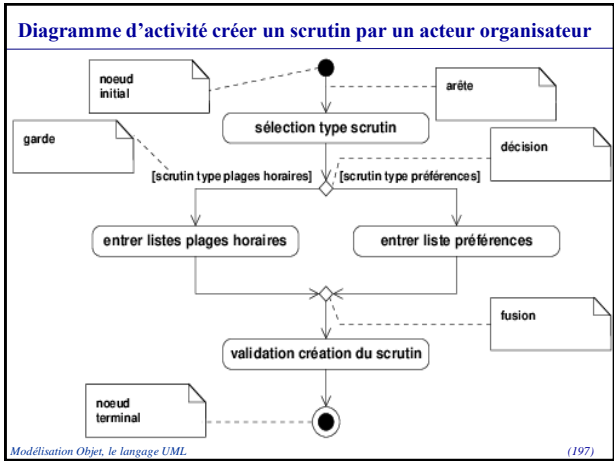 Diagramme d'activité créer un scrutin par un acteur organisateur
noeud
initial
arête
sélection type scrutin
garde
décision
[scrutin type plages horaires]
[scrutin type préférences]
entrer listes plages horaires
entrer liste préférences
fusion
validation création du scrutin
noeud
terminal
Modélisation Objet, le langage UML
(197)